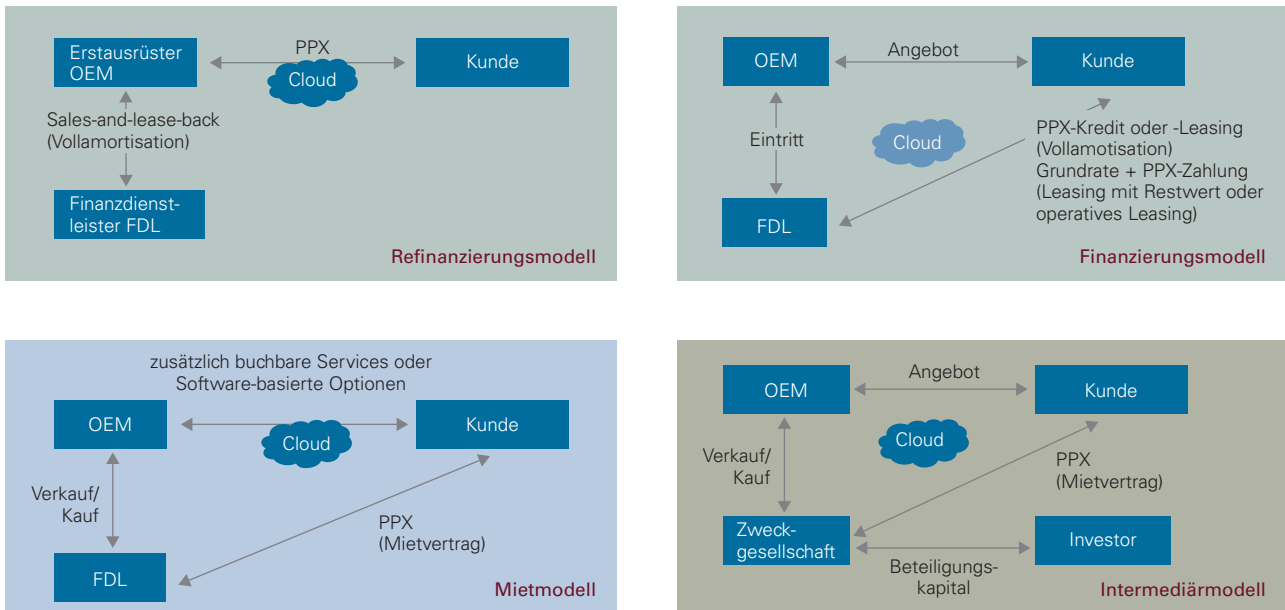 Erstausrüster
OEM
PPX
Cloud
Kunde
Sales-and-lease-back
(Vollamortisation)
Finanzdienst-
leister FDL
Refinanzierungsmodell
OEM
Angebot
Kunde
Eintritt
Cloud
PPX-Kredit oder -Leasing
(Vollamotisation)
Grundrate + PPX-Zahlung
(Leasing mit Restwert oder
operatives Leasing)
FDL
Finanzierungsmodell
zusätzlich buchbare Services oder
Software-basierte Optionen
OEM
Cloud
Kunde
Verkauf/
Kauf
PPX
(Mietvertrag)
FDL
Mietmodell
OEM
Angebot
Kunde
Cloud
Verkauf/
Kauf
PPX
(Mietvertrag)
Zweck-
gesellschaft
Beteiligungs-
kapital
Investor
Intermediärmodell